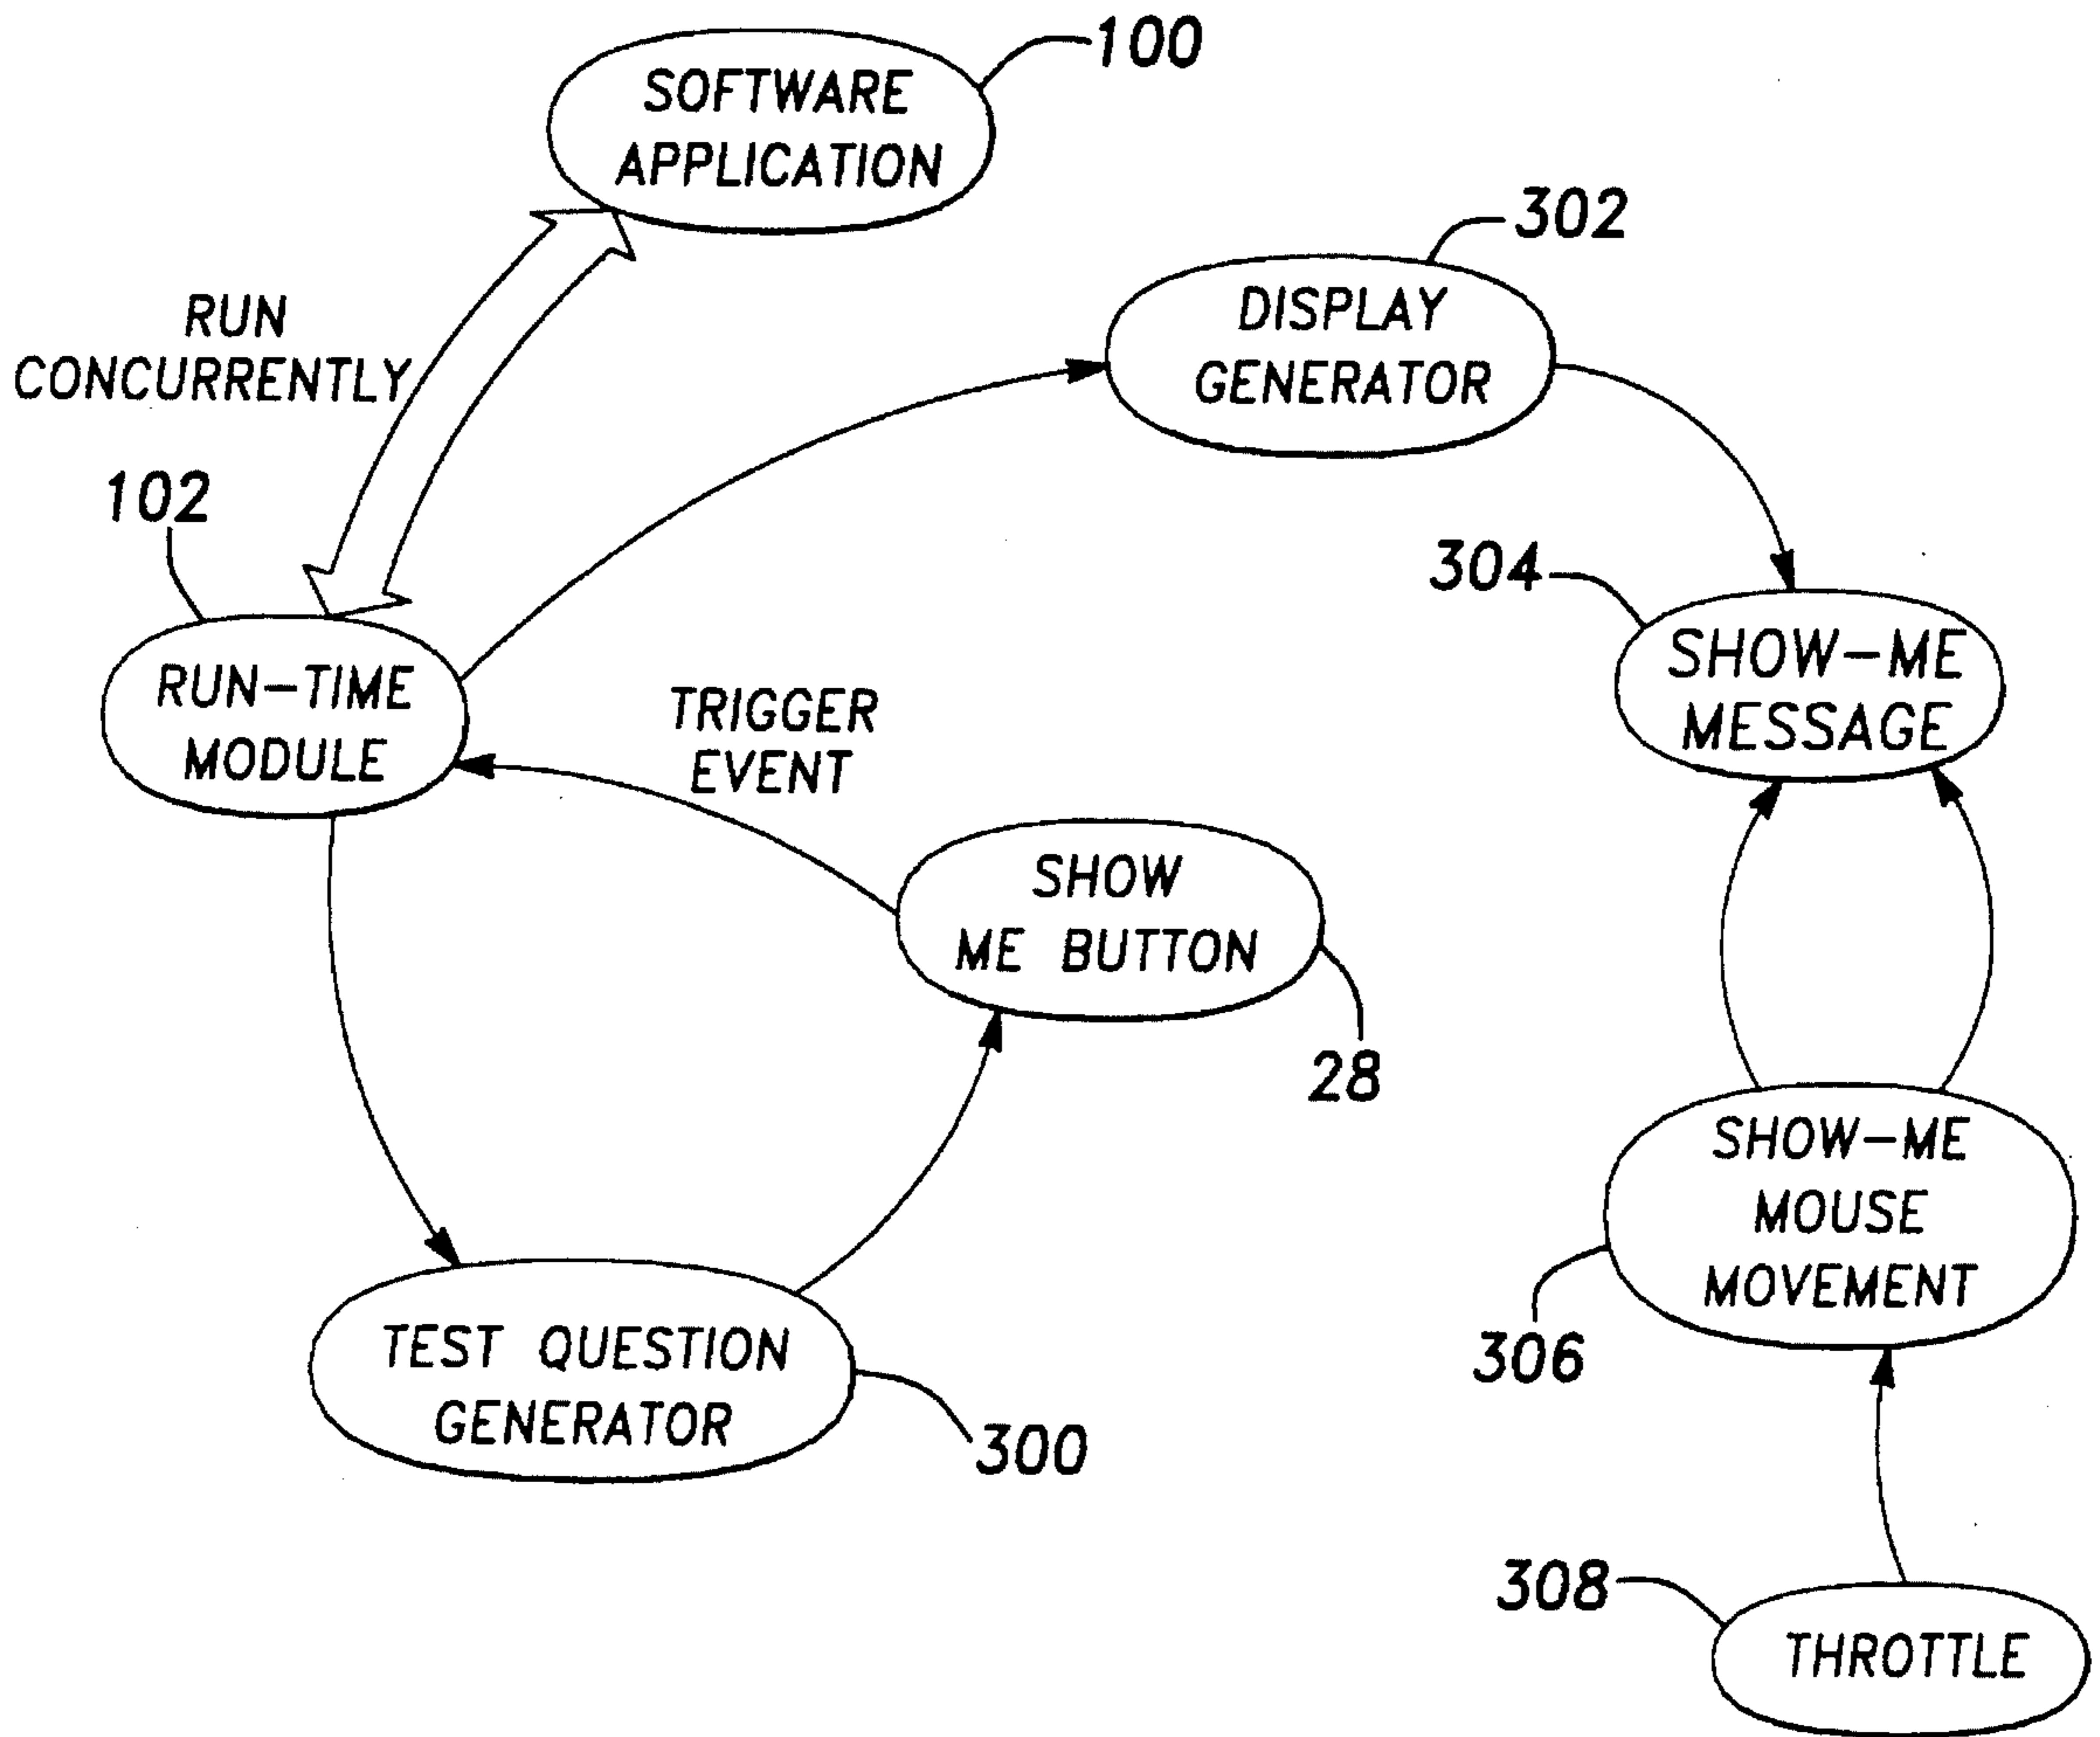 100
SOFTWARE
APPLICATION
302
DISPLAY
GENERATOR
RUN
CONCURRENTLY
102
304
RUN-TIME
MODULE
SHOW-ME
MESSAGE
TRIGGER
EVENT
SHOW
ME BUTTON
28
SHOW-ME
MOUSE
MOVEMENT
306
TEST QUESTION
GENERATOR
300
308
THROTTLE